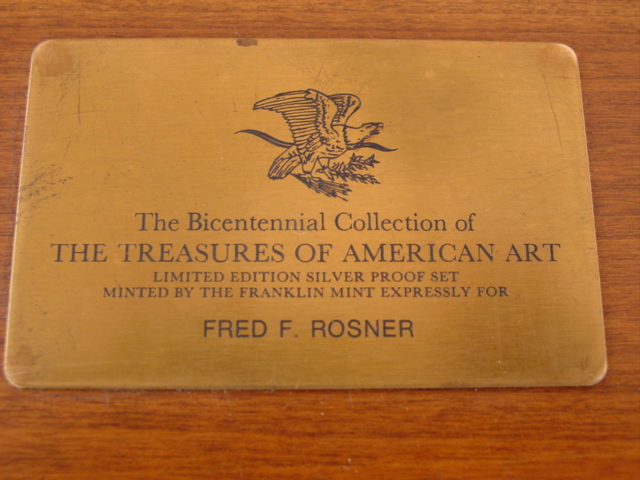 The Bicentennial Collection of
THE TREASURES OF AMERICAN ART
LIMITED EDITION SILVER PROOF SET
MINTED BY THE FRANKLIN MINT EXPRESSLY FOR
FRED F. ROSNER